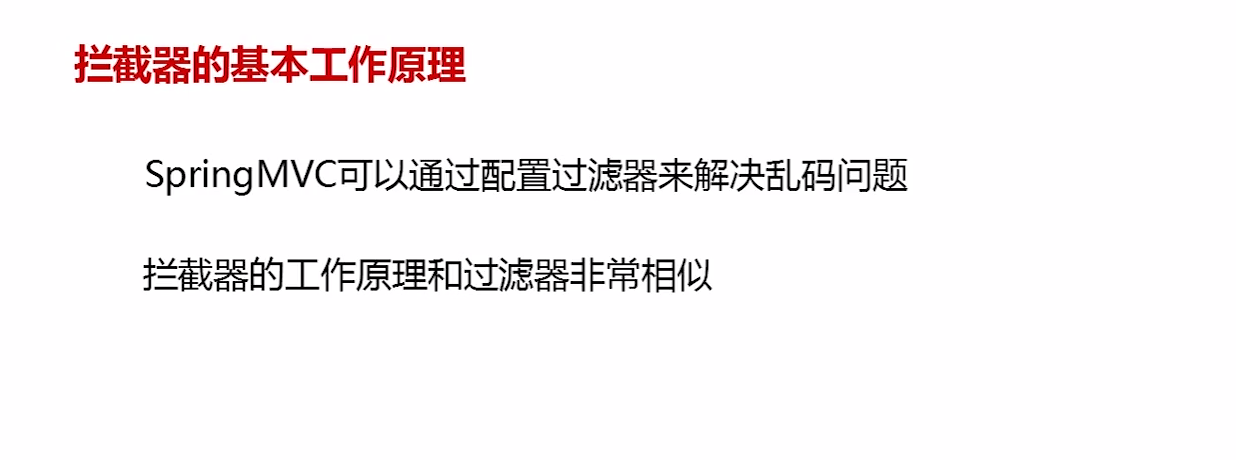 拦截器的基本工作原理
SpringMVC可以通过配置过滤器来解决乱码问题
拦截器的工作原理和过滤器非常相似